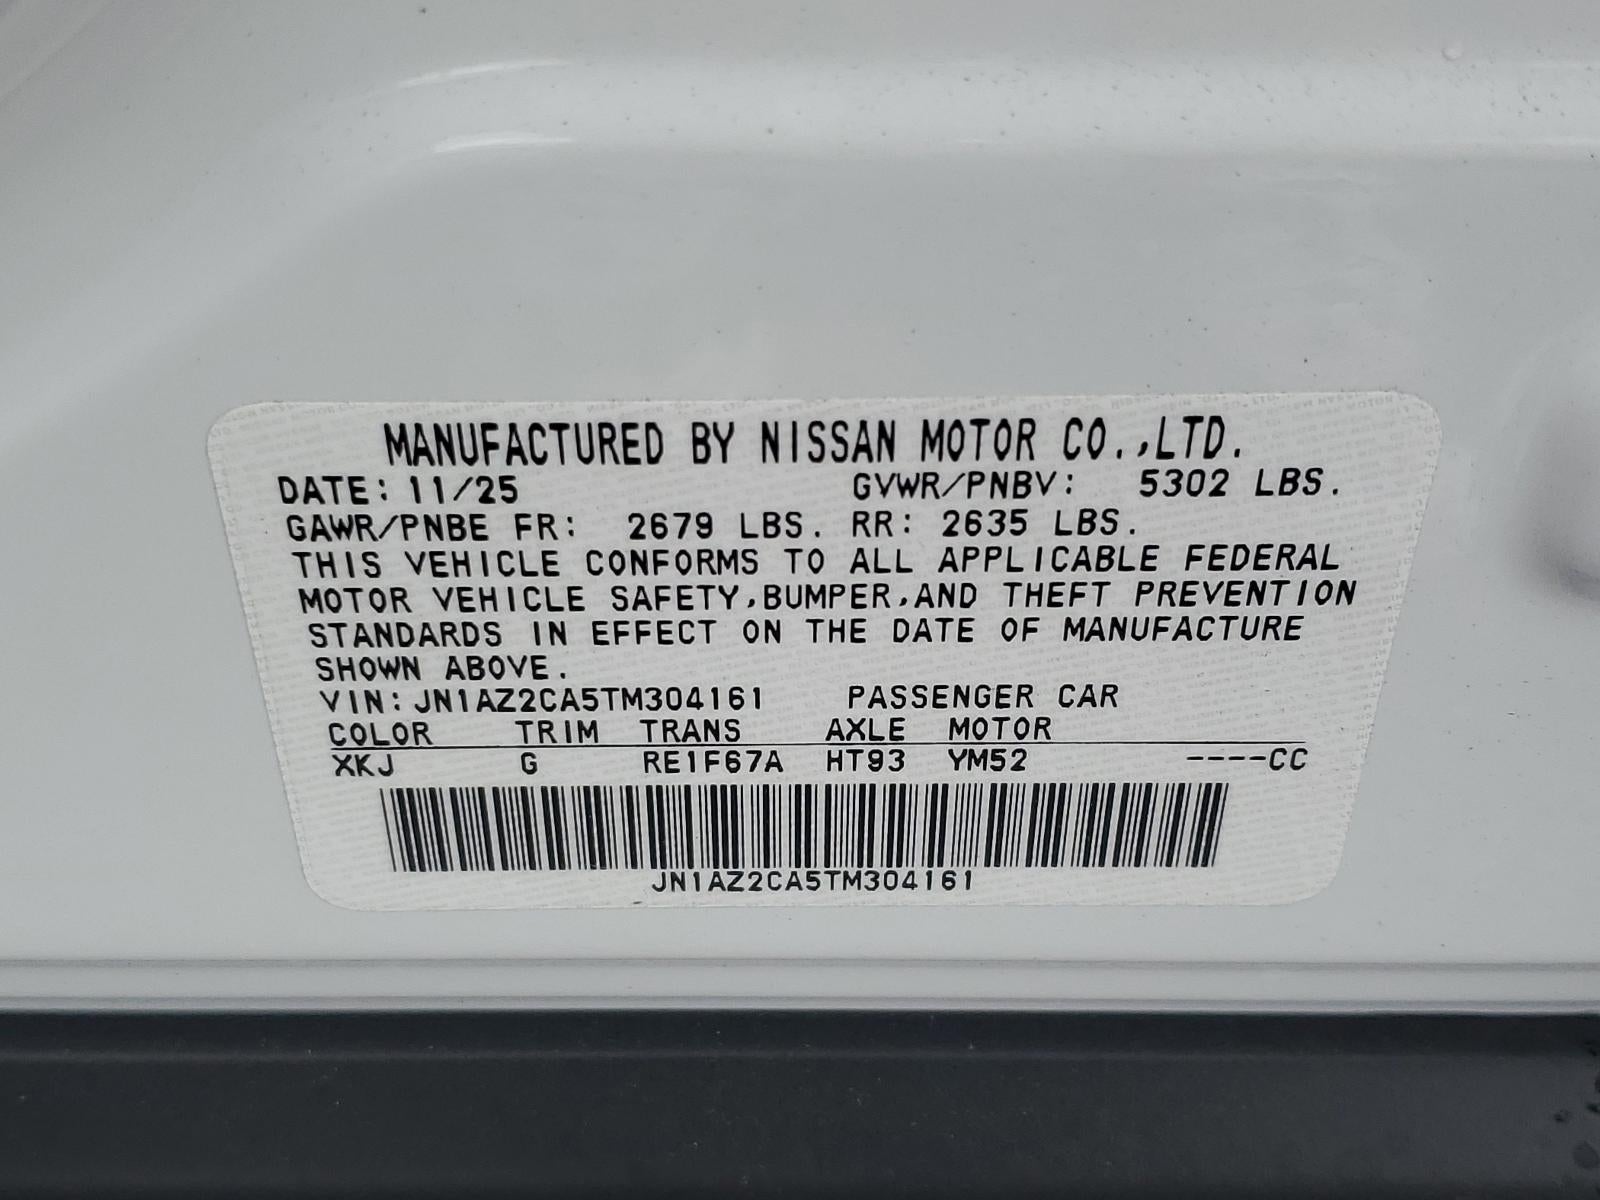 MANUFACTURED BY NISSAN MOTOR CO.,LTD.
DATE: 11/25 GVWR/PNBV: 5302 LBS.
GAWR/PNBE FR: 2679 LBS. RR: 2635 LBS.
THIS VEHICLE CONFORMS TO ALL APPLICABLE FEDERAL
MOTOR VEHICLE SAFETY,BUMPER,AND THEFT PREVENTION
STANDARDS IN EFFECT ON THE DATE OF MANUFACTURE
SHOWN ABOVE.
VIN: JN1AZ2CA5TM304161 PASSENGER CAR
COLOR TRIM TRANS AXLE MOTOR
XKJ G RE1F67A HT93 YM52 ----CC
JN1AZ2CA5TM304161